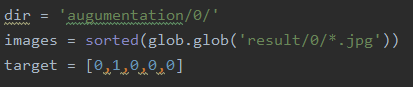 dir = 'augumentation/0/'
images = sorted(glob.glob('result/0/*.jpg'))
target = [0,1,0,0,0]